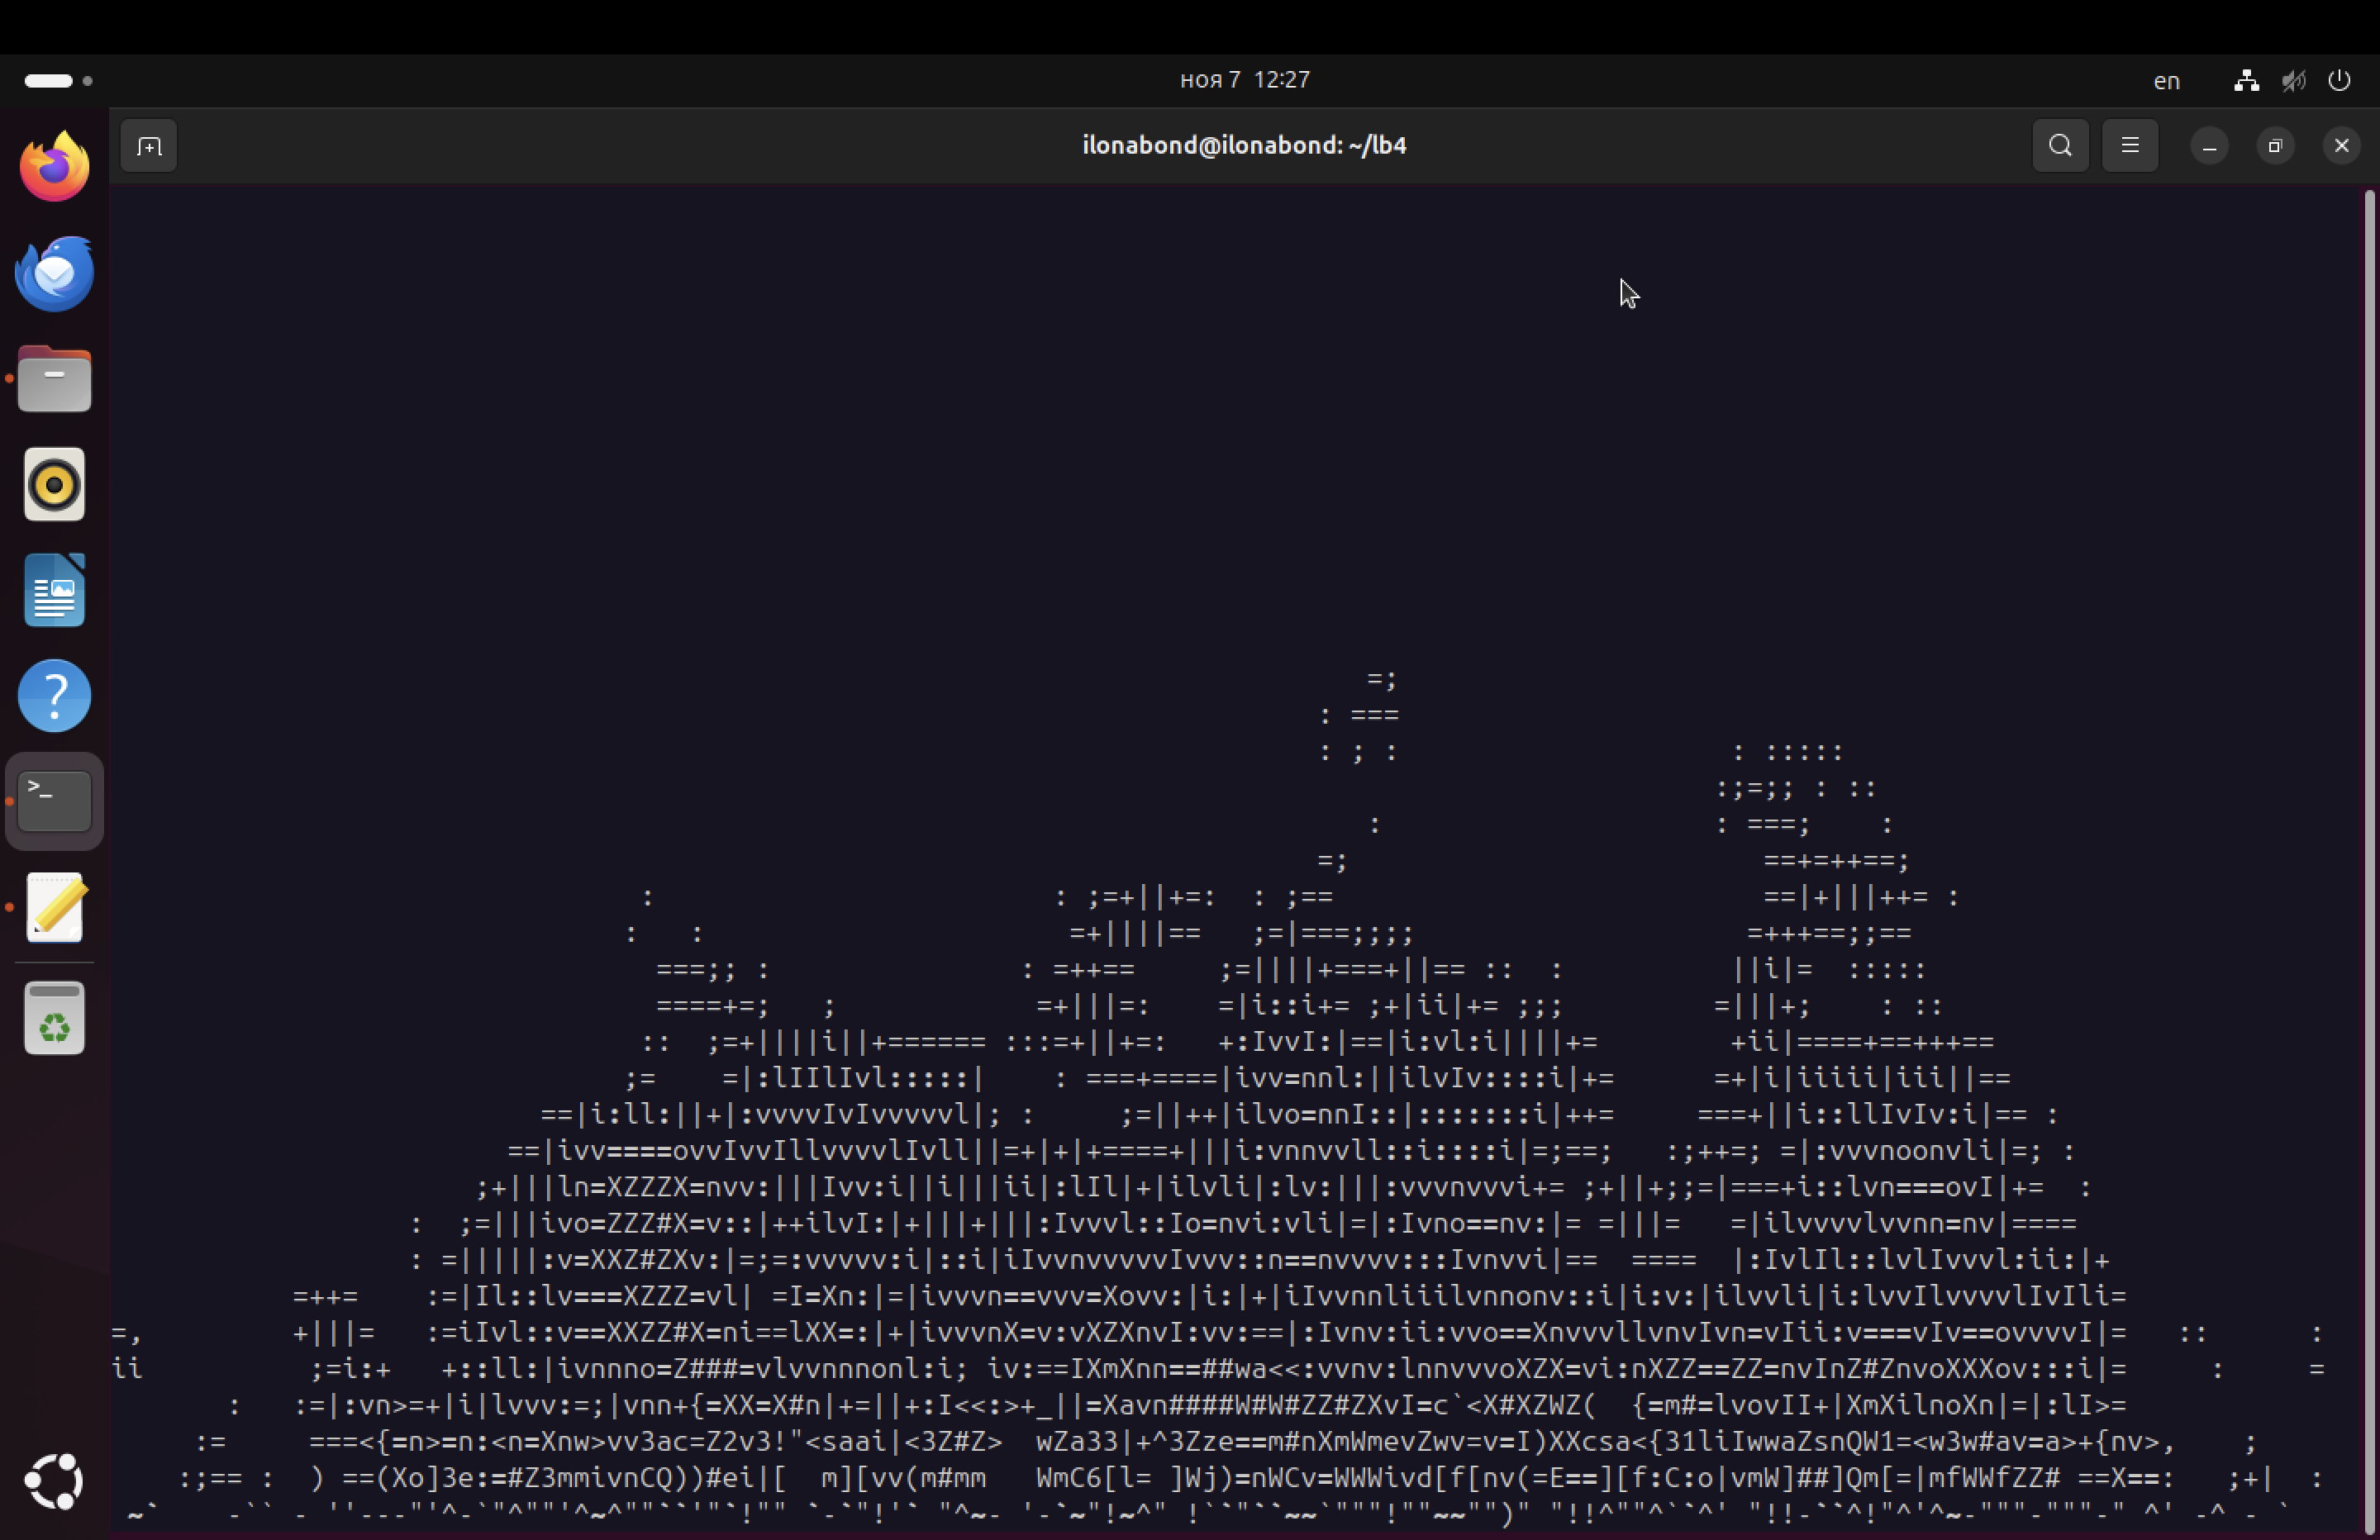 ноя 7 12:27
en
ilonabond@ilonabond: ~/lb4
=;
: ===
: ; : : :::::
:;=;; : ::
: : ===; :
=; ==+=++==;
: : ;=+||+=: : ;== ==|+|||++= :
: : =+||||== ;=|===;;;; =+++==;;==
===;; : : =++== ;=||||+===+||== :: : ||i|= :::::
====+=; ; =+|||=: =|i::i+= ;+|ii|+= ;;; =|||+; : ::
:: ;=+||||i||+====== :::=+||+=: +:IvvI:|==|i:vl:i||||+= +ii|====+==+++==
;= =|:lIIlIvl:::::| : ===+====|ivv=nnl:||ilvIv::::i|+= =+|i|iiiii|iii||==
==|i:ll:||+|:vvvvIvIvvvvvl|; : ;=||++|ilvo=nnI::|:::::::i|++= ===+||i::llIvIv:i|== :
==|ivv====ovvIvvIllvvvvlIvll||=+|+|+====+|||i:vnnvvll::i::::i|=;==; :;++=; =|:vvvnoonvli|=; :
;+|||ln=XZZZX=nvv:|||Ivv:i||i|||ii|:lIl|+|ilvli|:lv:|||:vvvnvvvi+= ;+||+;;=|===+i::lvn===ovI|+= :
: ;=|||ivo=ZZZ#X=v::|++ilvI:|+|||+|||:Ivvvl::Io=nvi:vli|=|:Ivno==nv:|= =|||= =|ilvvvvlvvnn=nv|====
: =|||||:v=XXZ#ZXv:|=;=:vvvvv:i|::i|iIvvnvvvvvIvvv::n==nvvvv:::Ivnvvi|== ==== |:IvlIl::lvlIvvvl:ii:|+
=++= :=|Il::lv===XZZZ=vl| =I=Xn:|=|ivvvn==vvv=Xovv:|i:|+|iIvvnnliiilvnnonv::i|i:v:|ilvvli|i:lvvIlvvvvlIvIli=
=, +|||= :=iIvl::v==XXZZ#X=ni==lXX=:|+|ivvvnX=v:vXZXnvI:vv:==|:Ivnv:ii:vvo==XnvvvllvnvIvn=vIii:v===vIv==ovvvvI|= :: :
ii ;=i:+ +::ll:|ivnnno=Z###=vlvvnnnonl:i; iv:==IXmXnn==##wa<<:vvnv:lnnvvvoXZX=vi:nXZZ==ZZ=nvInZ#ZnvoXXXov:::i|= : =
: :=|:vn>=+|i|lvvv:=;|vnn+{=XX=X#n|+=||+:I<<:>+_||=Xavn####W#W#ZZ#ZXvI=c`<X#XZWZ( {=m#=lvovII+|XmXilnoXn|=|:lI>=
:= ===<{=n>=n:<n=Xnw>vv3ac=Z2v3!"<saai|<3Z#Z> wZa33|+^3Zze==m#nXmWmevZwv=v=I)XXcsa<{31liIwwaZsnQW1=<w3w#av=a>+{nv>, ;
:;== : ) ==(Xo]3e:=#Z3mmivnCQ))#ei|[ m][vv(m#mm WmC6[l= ]Wj)=nWCv=WWWivd[f[nv(=E==][f:C:o|vmW]##]Qm[=|mfWWfZZ# ==X==: ;+| :
~` -`` - ''---"'^-`"^""'^~^""``'"`!"" `-`"!'` "^~- '-`~"!~^" !``"``~~`"""!""~~"")" "!!^""^``^' "!!-``^!"^'^~-"""-"""-" ^' -^ - `